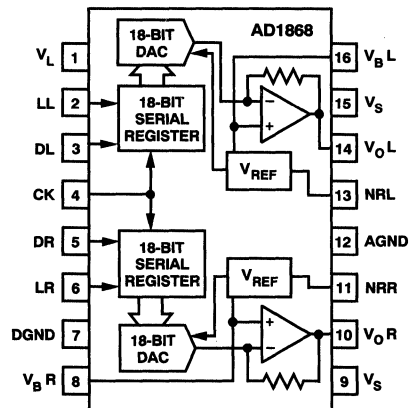 AD1868
18-BIT
DAC
V_L 1
16 V_B L
LL 2
18-BIT
SERIAL
REGISTER
−
+
15 V_S
DL 3
14 V_O L
V_REF
CK 4
13 NRL
DR 5
18-BIT
SERIAL
REGISTER
12 AGND
LR 6
V_REF
11 NRR
DGND 7
18-BIT
DAC
+
−
10 V_O R
V_B R 8
9 V_S